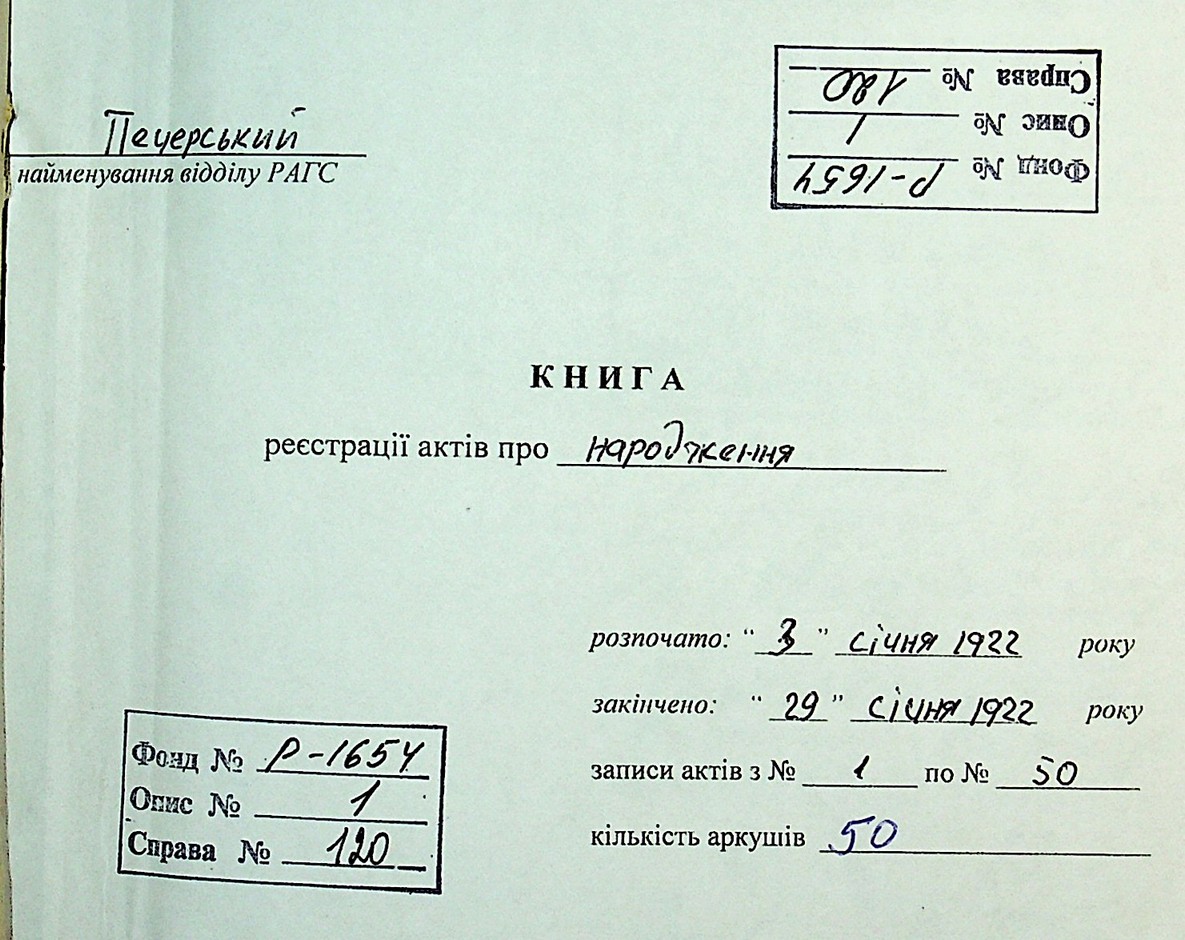 Справа № 120
Опис № 1
Фонд № Р-1654
Печерський
найменування відділу РАГС
КНИГА
реєстрації актів про народження
розпочато: " 3 " січня 1922 року
закінчено: " 29 " січня 1922 року
записи актів з № 1 по № 50
кількість аркушів 50
Фонд № Р-1654
Опис № 1
Справа № 120